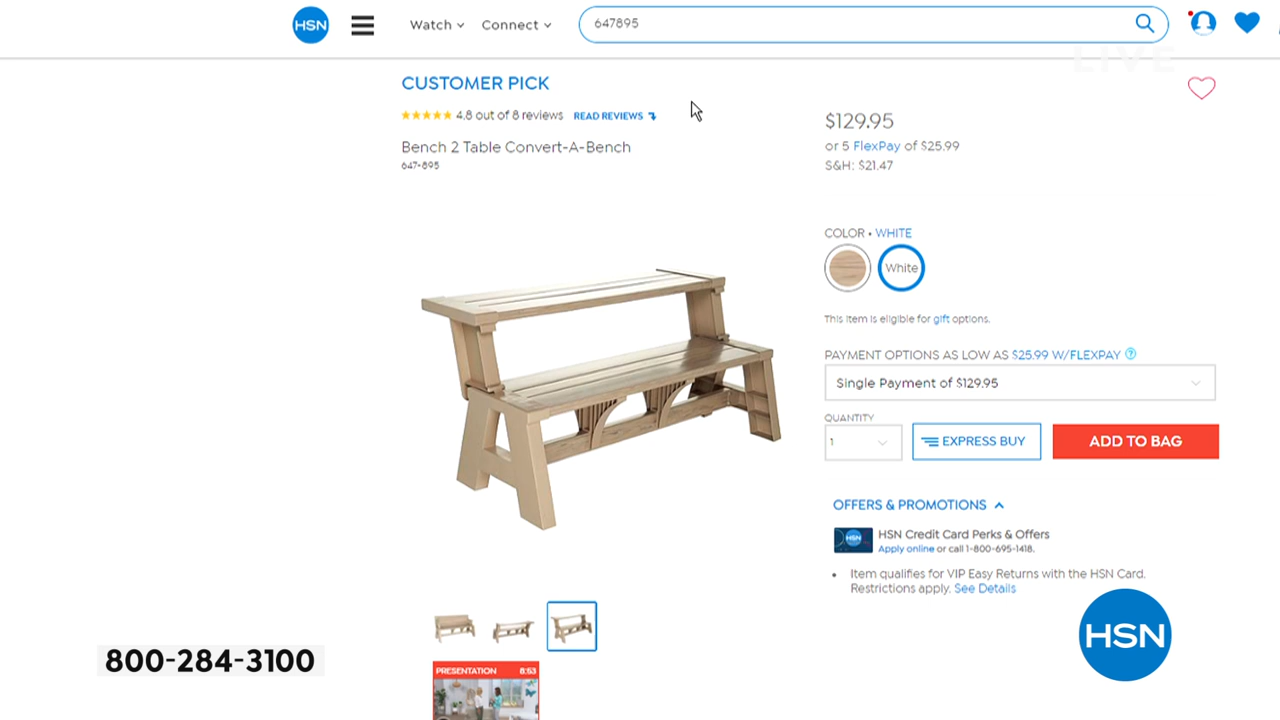 HSN
Watch
Connect
647895
LIVE
CUSTOMER PICK
4.8 out of 8 reviews READ REVIEWS
Bench 2 Table Convert-A-Bench
647-895
$129.95
or 5 FlexPay of $25.99
S&H: $21.47
COLOR • WHITE
White
This item is eligible for gift options.
PAYMENT OPTIONS AS LOW AS $25.99 W/FLEXPAY ?
Single Payment of $129.95
QUANTITY
1
EXPRESS BUY
ADD TO BAG
OFFERS & PROMOTIONS
HSN
HSN Credit Card Perks & Offers
Apply online or call 1-800-695-1418.
• Item qualifies for VIP Easy Returns with the HSN Card.
Restrictions apply. See Details
HSN
800-284-3100
PRESENTATION 8:53